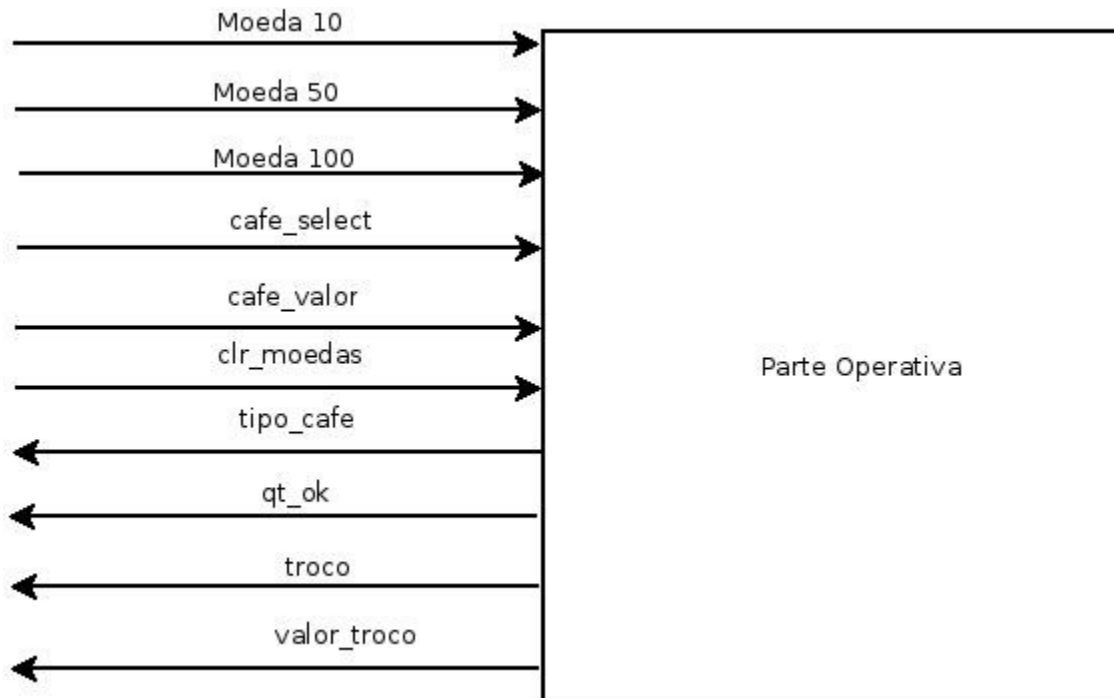 Moeda 10
Moeda 50
Moeda 100
cafe_select
cafe_valor
clr_moedas
tipo_cafe
qt_ok
troco
valor_troco
Parte Operativa